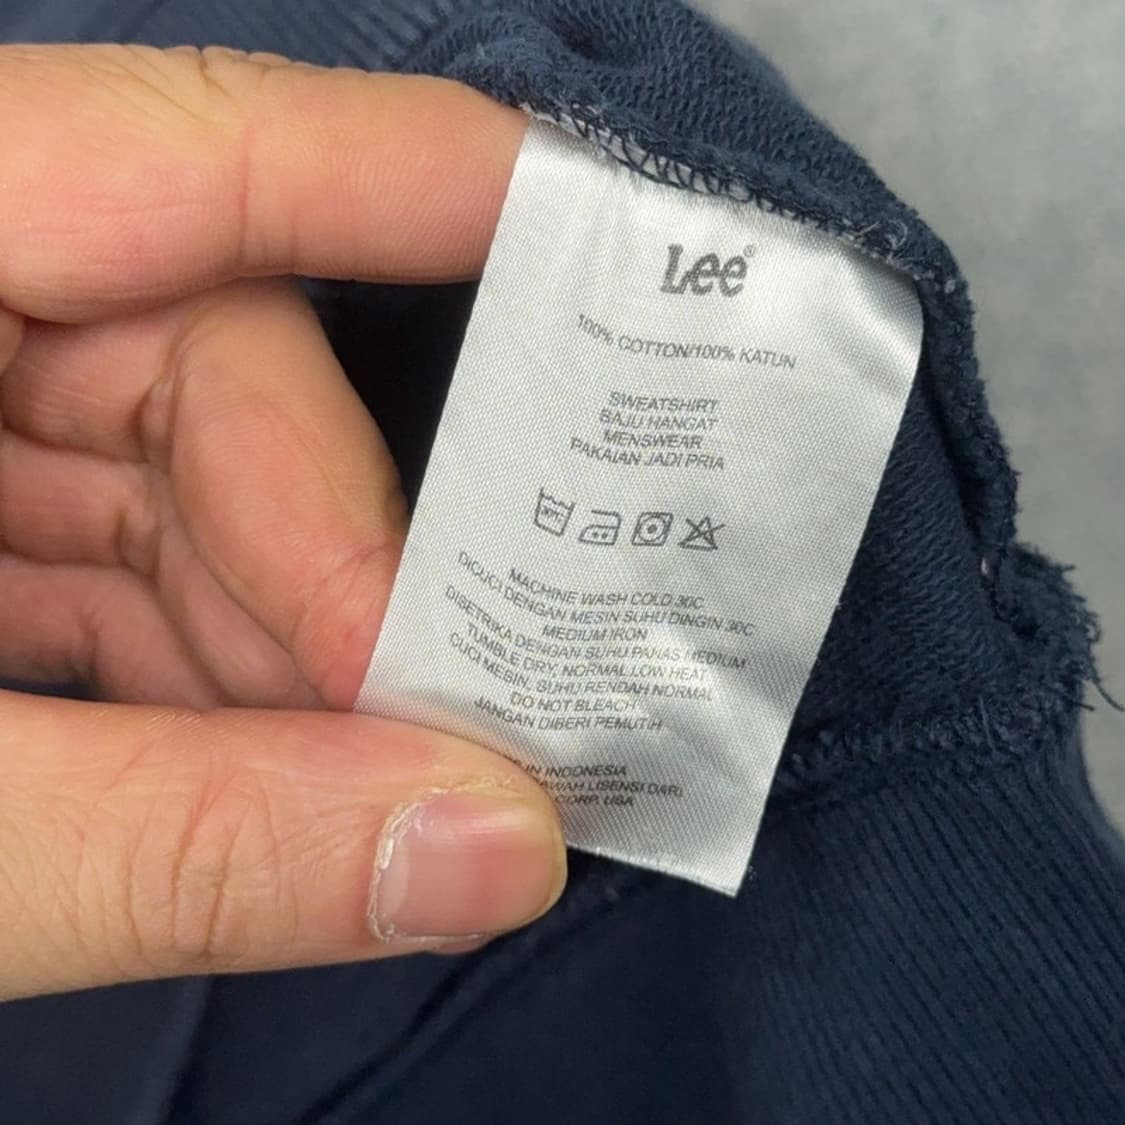 Lee®
100% COTTON/100% KATUN
SWEATSHIRT
BAJU HANGAT
MENSWEAR
PAKAIAN JADI PRIA
MACHINE WASH COLD 30C
DICUCI DENGAN MESIN SUHU DINGIN 30C
MEDIUM IRON
DISETRIKA DENGAN SUHU PANAS MEDIUM
TUMBLE DRY, NORMAL LOW HEAT
CUCI MESIN, SUHU RENDAH NORMAL
DO NOT BLEACH
JANGAN DIBERI PEMUTIH
IN INDONESIA
LISENSI DARI
CORP. USA